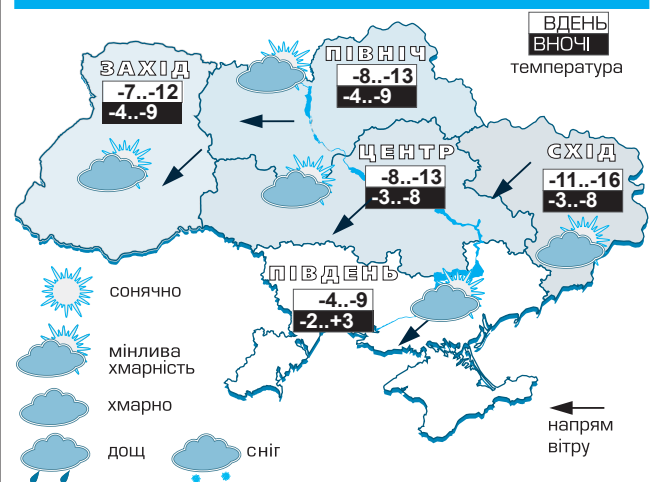 ВДЕНЬ
ВНОЧІ
температура
ЗАХІД
-7..-12
-4..-9
ПІВНІЧ
-8..-13
-4..-9
ЦЕНТР
-8..-13
-3..-8
СХІД
-11..-16
-3..-8
ПІВДЕНЬ
-4..-9
-2..+3
сонячно
мінлива
хмарність
хмарно
дощ
сніг
напрям
вітру